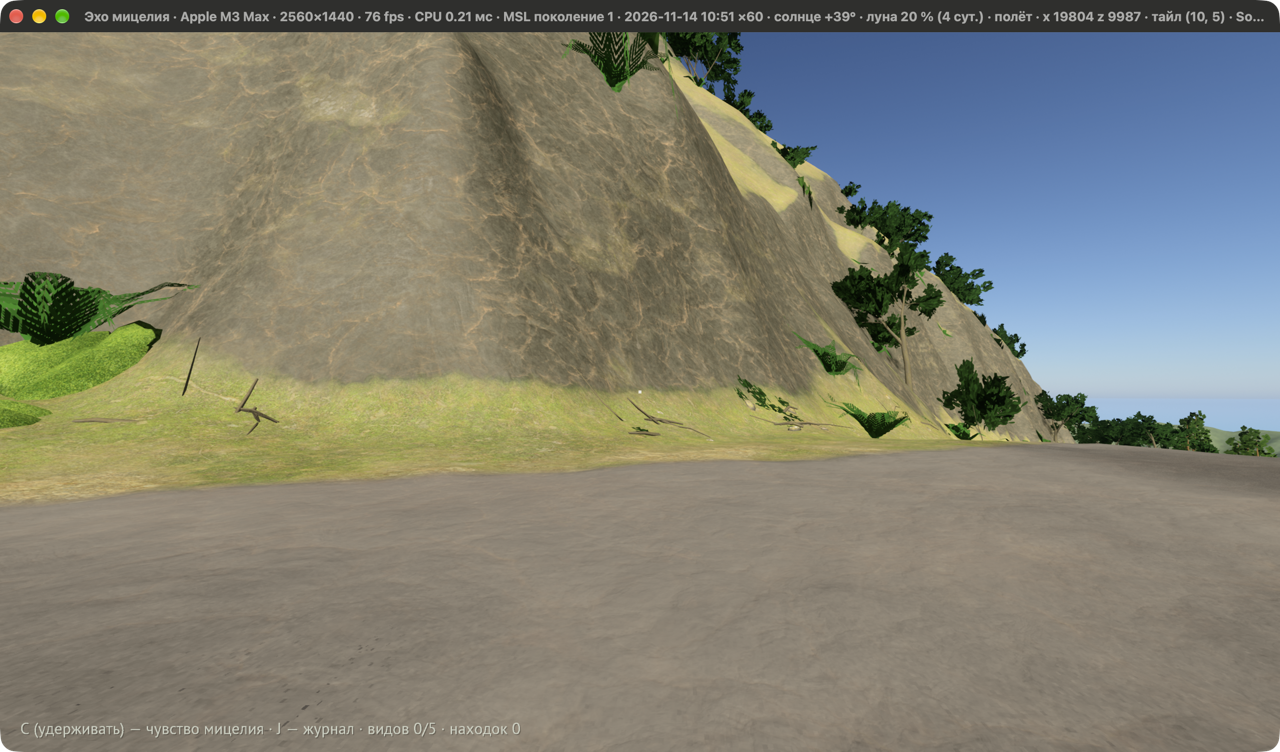 Эхо мицелия · Apple M3 Max · 2560×1440 · 76 fps · CPU 0.21 мс · MSL поколение 1 · 2026-11-14 10:51 ×60 · солнце +39° · луна 20 % (4 сут.) · полёт · x 19804 z 9987 · тайл (10, 5) · So...
C (удерживать) — чувство мицелия · J — журнал · видов 0/5 · находок 0